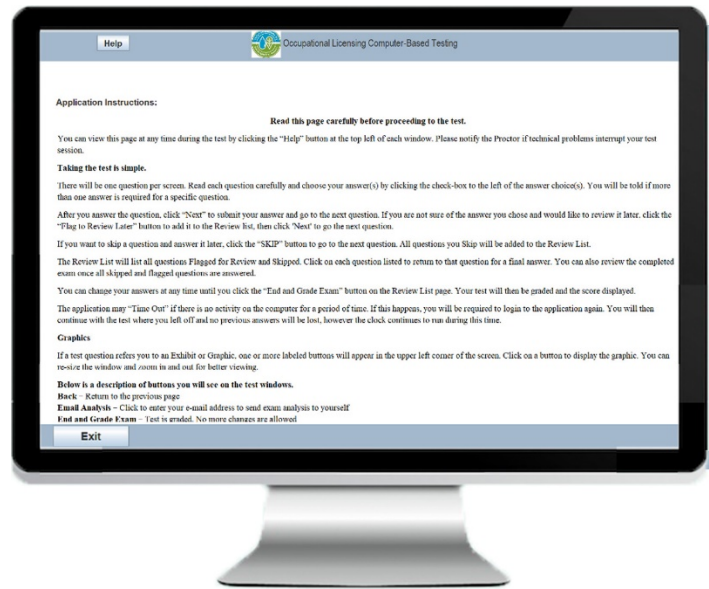 Help
Occupational Licensing Computer-Based Testing
Application Instructions:
Read this page carefully before proceeding to the test.
You can view this page at any time during the test by clicking the “Help” button at the top left of each window. Please notify the Proctor if technical problems interrupt your test
session.
Taking the test is simple.
There will be one question per screen. Read each question carefully and choose your answer(s) by clicking the check-box to the left of the answer choice(s). You will be told if more
than one answer is required for a specific question.
After you answer the question, click “Next” to submit your answer and go to the next question. If you are not sure of the answer you chose and would like to review it later, click the
“Flag to Review Later” button to add it to the Review list, then click 'Next' to go the next question.
If you want to skip a question and answer it later, click the “SKIP” button to go to the next question. All questions you Skip will be added to the Review List.
The Review List will list all questions Flagged for Review and Skipped. Click on each question listed to return to that question for a final answer. You can also review the completed
exam once all skipped and flagged questions are answered.
You can change your answers at any time until you click the “End and Grade Exam” button on the Review List page. Your test will then be graded and the score displayed.
The application may “Time Out” if there is no activity on the computer for a period of time. If this happens, you will be required to login to the application again. You will then
continue with the test where you left off and no previous answers will be lost, however the clock continues to run during this time.
Graphics
If a test question refers you to an Exhibit or Graphic, one or more labeled buttons will appear in the upper left corner of the screen. Click on a button to display the graphic. You can
re-size the window and zoom in and out for better viewing.
Below is a description of buttons you will see on the test windows.
Back – Return to the previous page
Email Analysis – Click to enter your e-mail address to send exam analysis to yourself
End and Grade Exam – Test is graded. No more changes are allowed
Exit